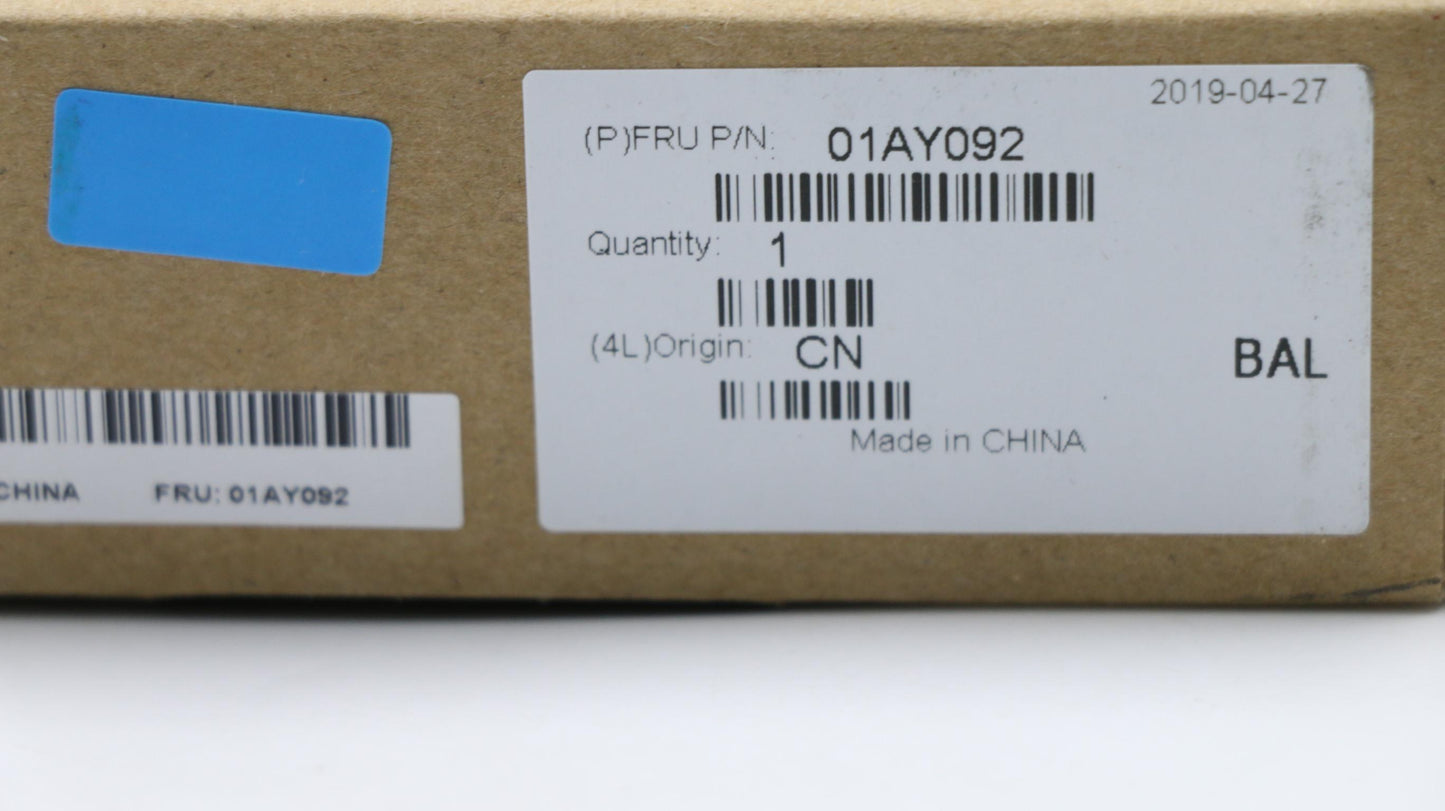 2019-04-27
(P)FRU P/N: 01AY092
Quantity: 1
(4L)Origin: CN
BAL
Made in CHINA
CHINA FRU: 01AY092